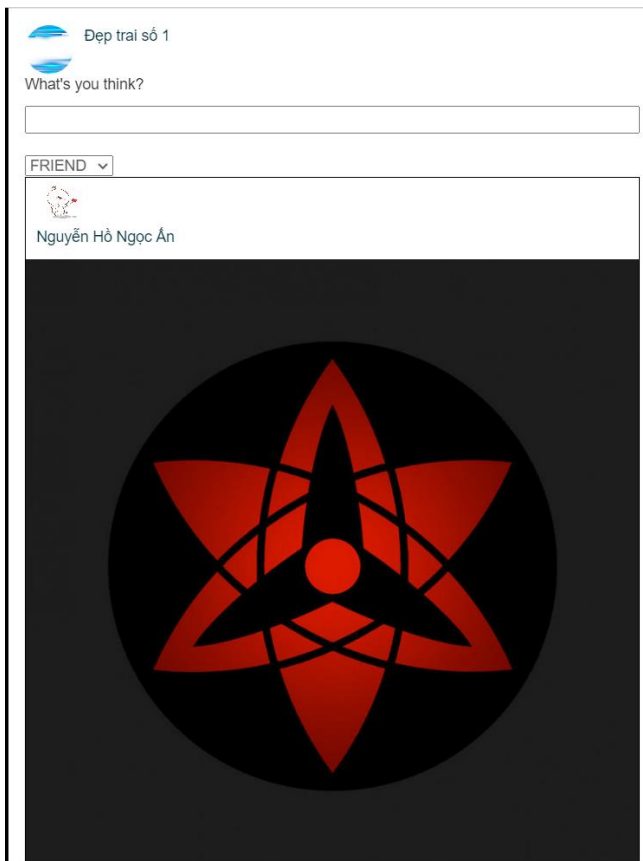 Đẹp trai số 1
What's you think?
FRIEND
Nguyễn Hồ Ngọc Ấn